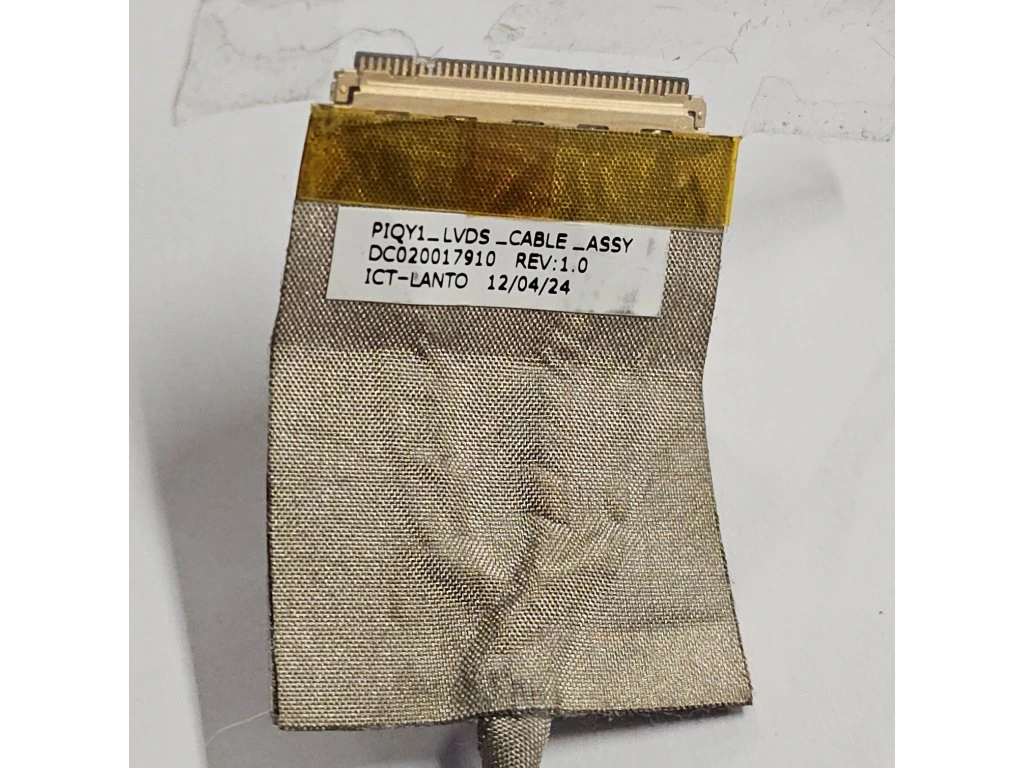 PIQY1_LVDS_CABLE_ASSY
DC020017910 REV:1.0
ICT-LANTO 12/04/24